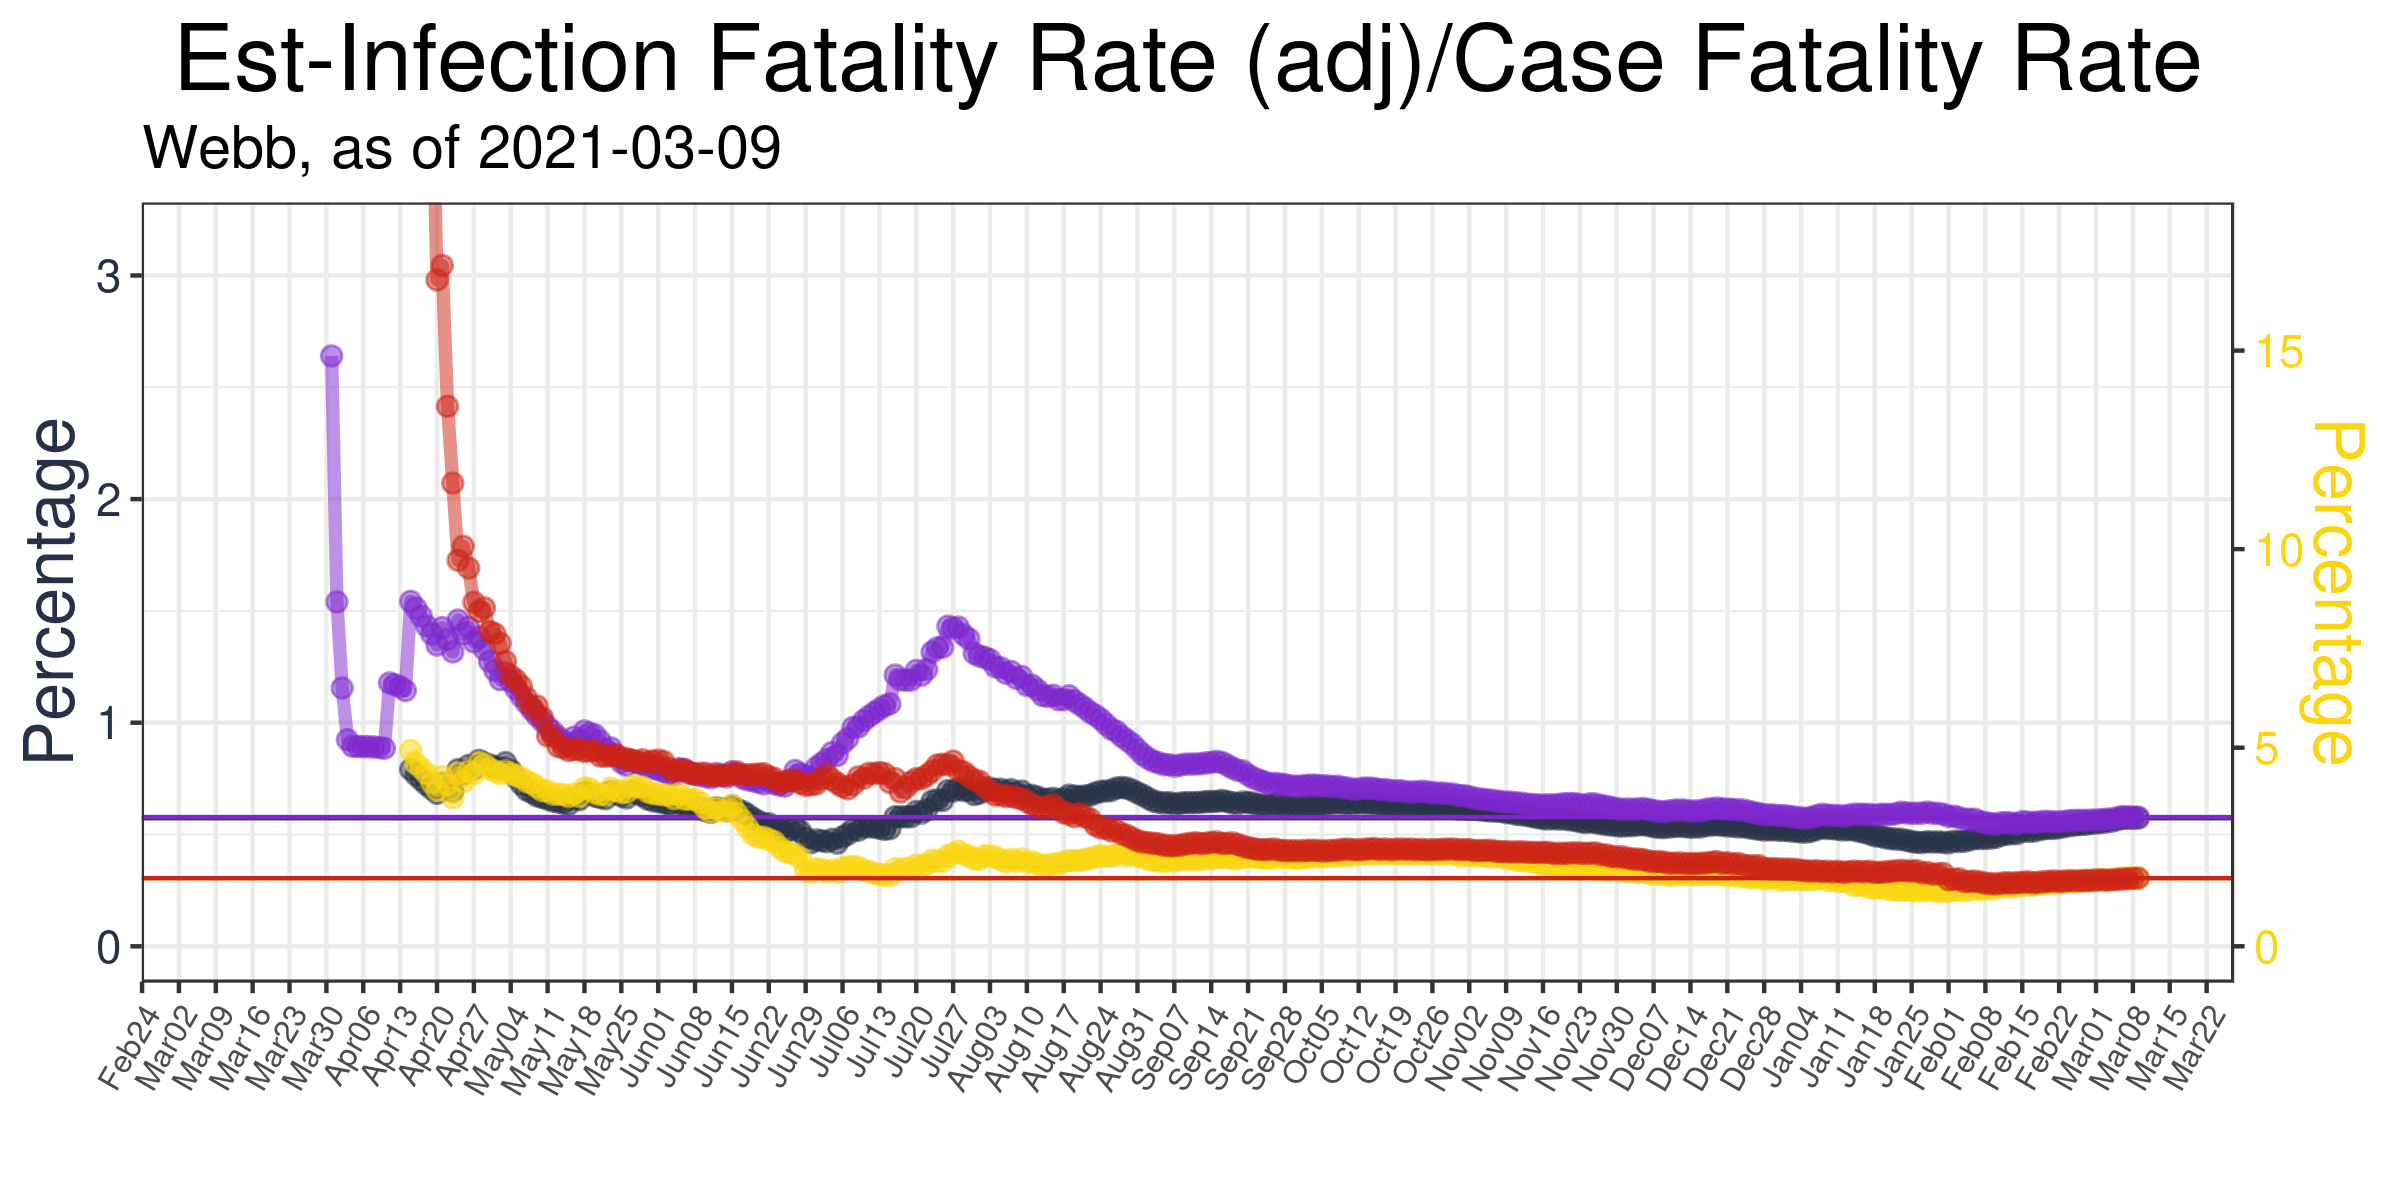 Est-Infection Fatality Rate (adj)/Case Fatality Rate
Webb, as of 2021-03-09
Percentage
3
2
1
0
15
10
5
0
Percentage
Feb24
Mar02
Mar09
Mar16
Mar23
Mar30
Apr06
Apr13
Apr20
Apr27
May04
May11
May18
May25
Jun01
Jun08
Jun15
Jun22
Jun29
Jul06
Jul13
Jul20
Jul27
Aug03
Aug10
Aug17
Aug24
Aug31
Sep07
Sep14
Sep21
Sep28
Oct05
Oct12
Oct19
Oct26
Nov02
Nov09
Nov16
Nov23
Nov30
Dec07
Dec14
Dec21
Dec28
Jan04
Jan11
Jan18
Jan25
Feb01
Feb08
Feb15
Feb22
Mar01
Mar08
Mar15
Mar22